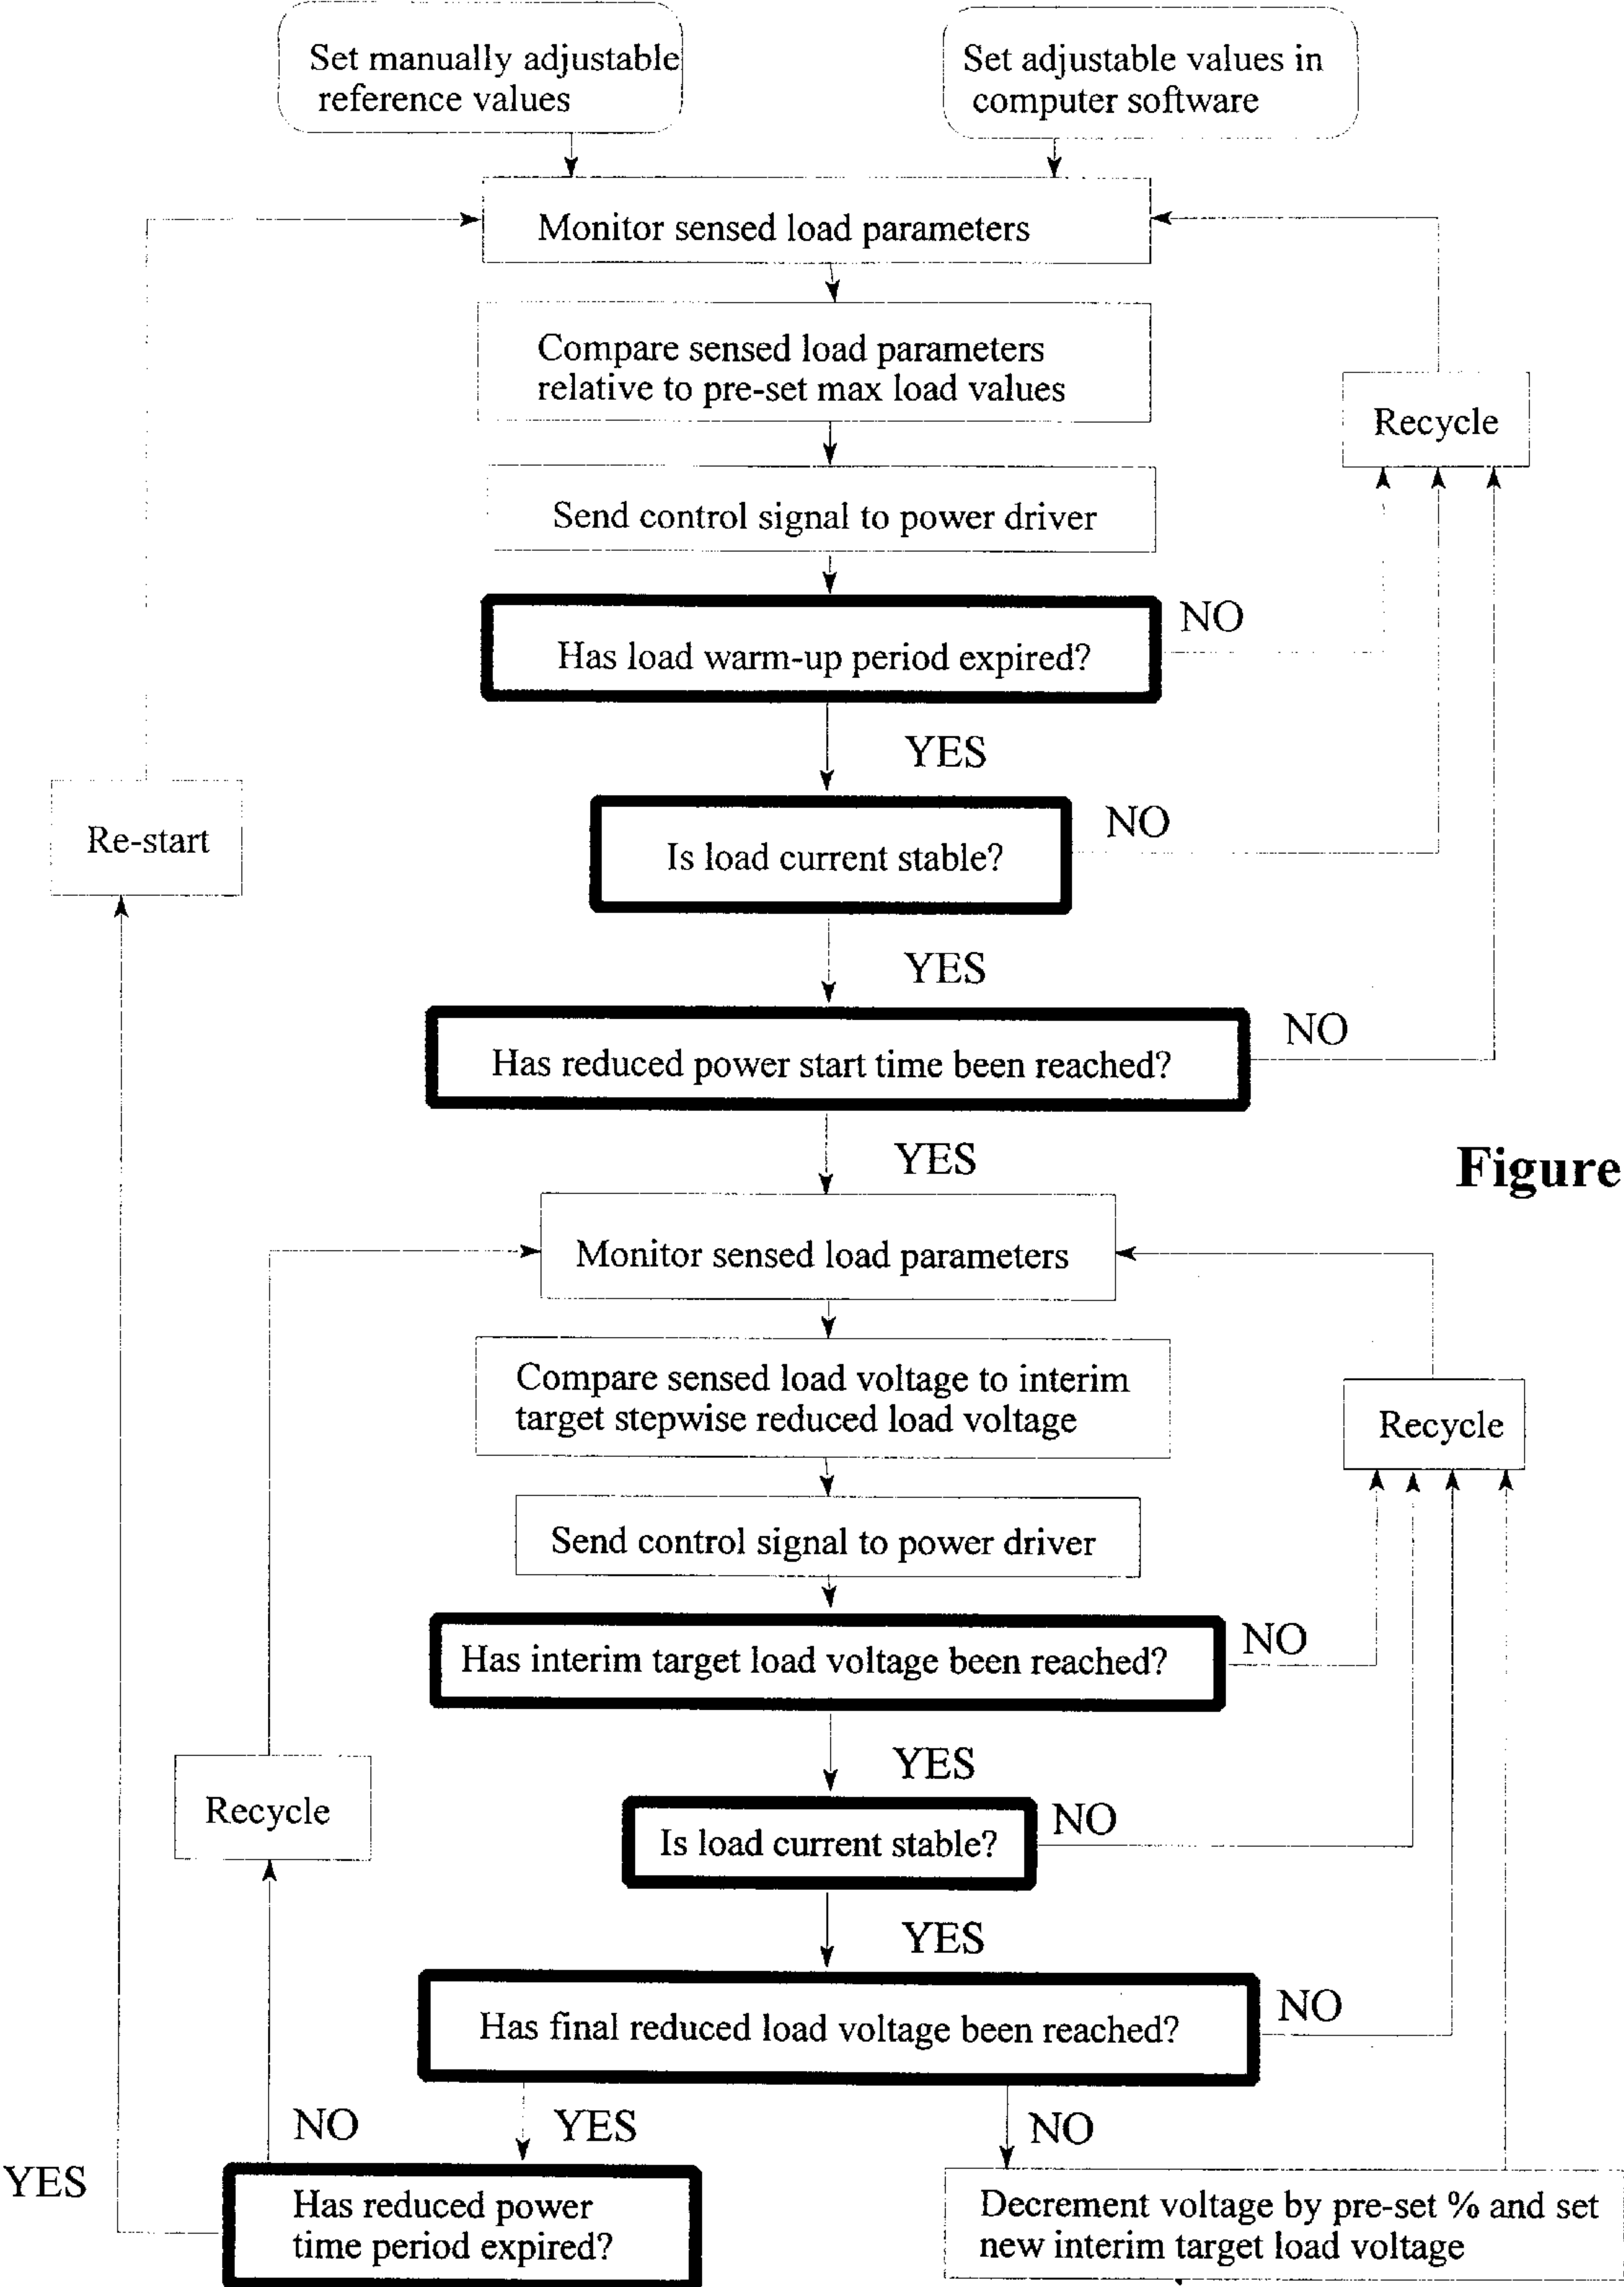 Set manually adjustable
reference values
Set adjustable values in
computer software
Monitor sensed load parameters
Compare sensed load parameters
relative to pre-set max load values
Recycle
Send control signal to power driver
Has load warm-up period expired?
NO
YES
Re-start
Is load current stable?
NO
YES
Has reduced power start time been reached?
NO
YES
Figure
Monitor sensed load parameters
Compare sensed load voltage to interim
target stepwise reduced load voltage
Recycle
Send control signal to power driver
Has interim target load voltage been reached?
NO
YES
Recycle
Is load current stable?
NO
YES
Has final reduced load voltage been reached?
NO
NO
YES
NO
YES
Has reduced power
time period expired?
Decrement voltage by pre-set % and set
new interim target load voltage